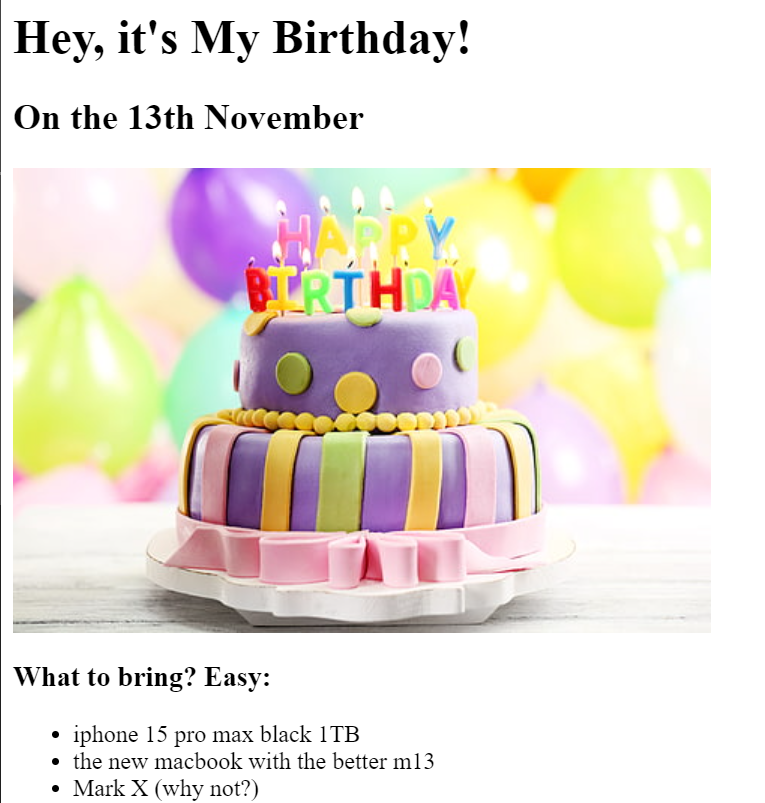 Hey, it's My Birthday!
On the 13th November
HAPPY
BIRTHDAY
What to bring? Easy:
iphone 15 pro max black 1TB
the new macbook with the better m13
Mark X (why not?)